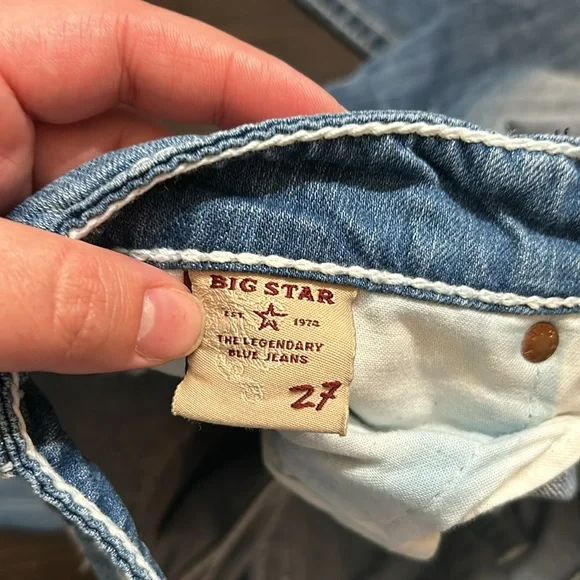 BIG STAR
EST. 1974
THE LEGENDARY
BLUE JEANS
27